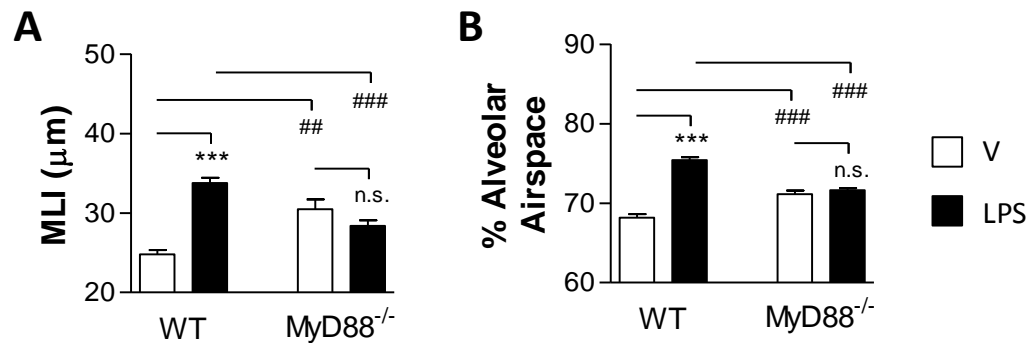 A
MLI (μm)
50
40
30
20
###
##
***
n.s.
WT
MyD88-/-
B
% Alveolar
Airspace
90
80
70
60
###
###
***
n.s.
WT
MyD88-/-
V
LPS